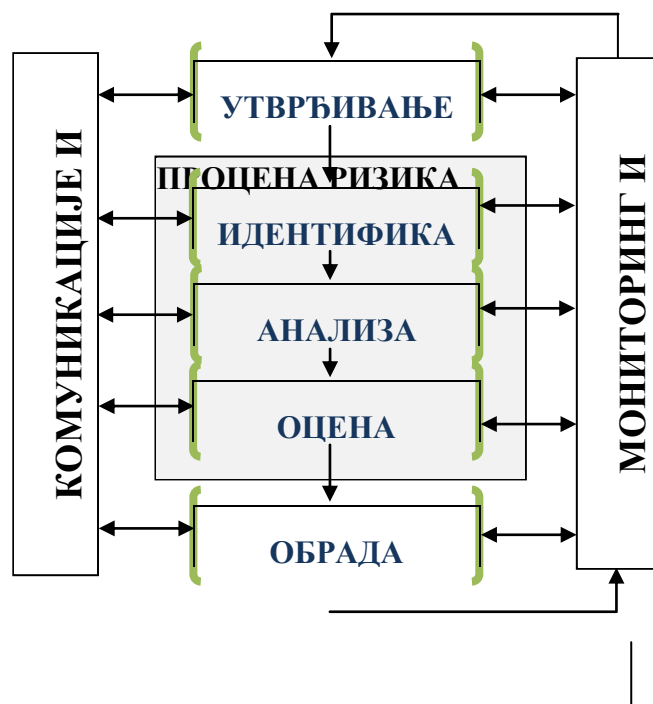 КОМУНИКАЦИЈЕ И
УТВРЂИВАЊЕ
ПРОЦЕНА РИЗИКА
ИДЕНТИФИКА
АНАЛИЗА
ОЦЕНА
ОБРАДА
МОНИТОРИНГ И